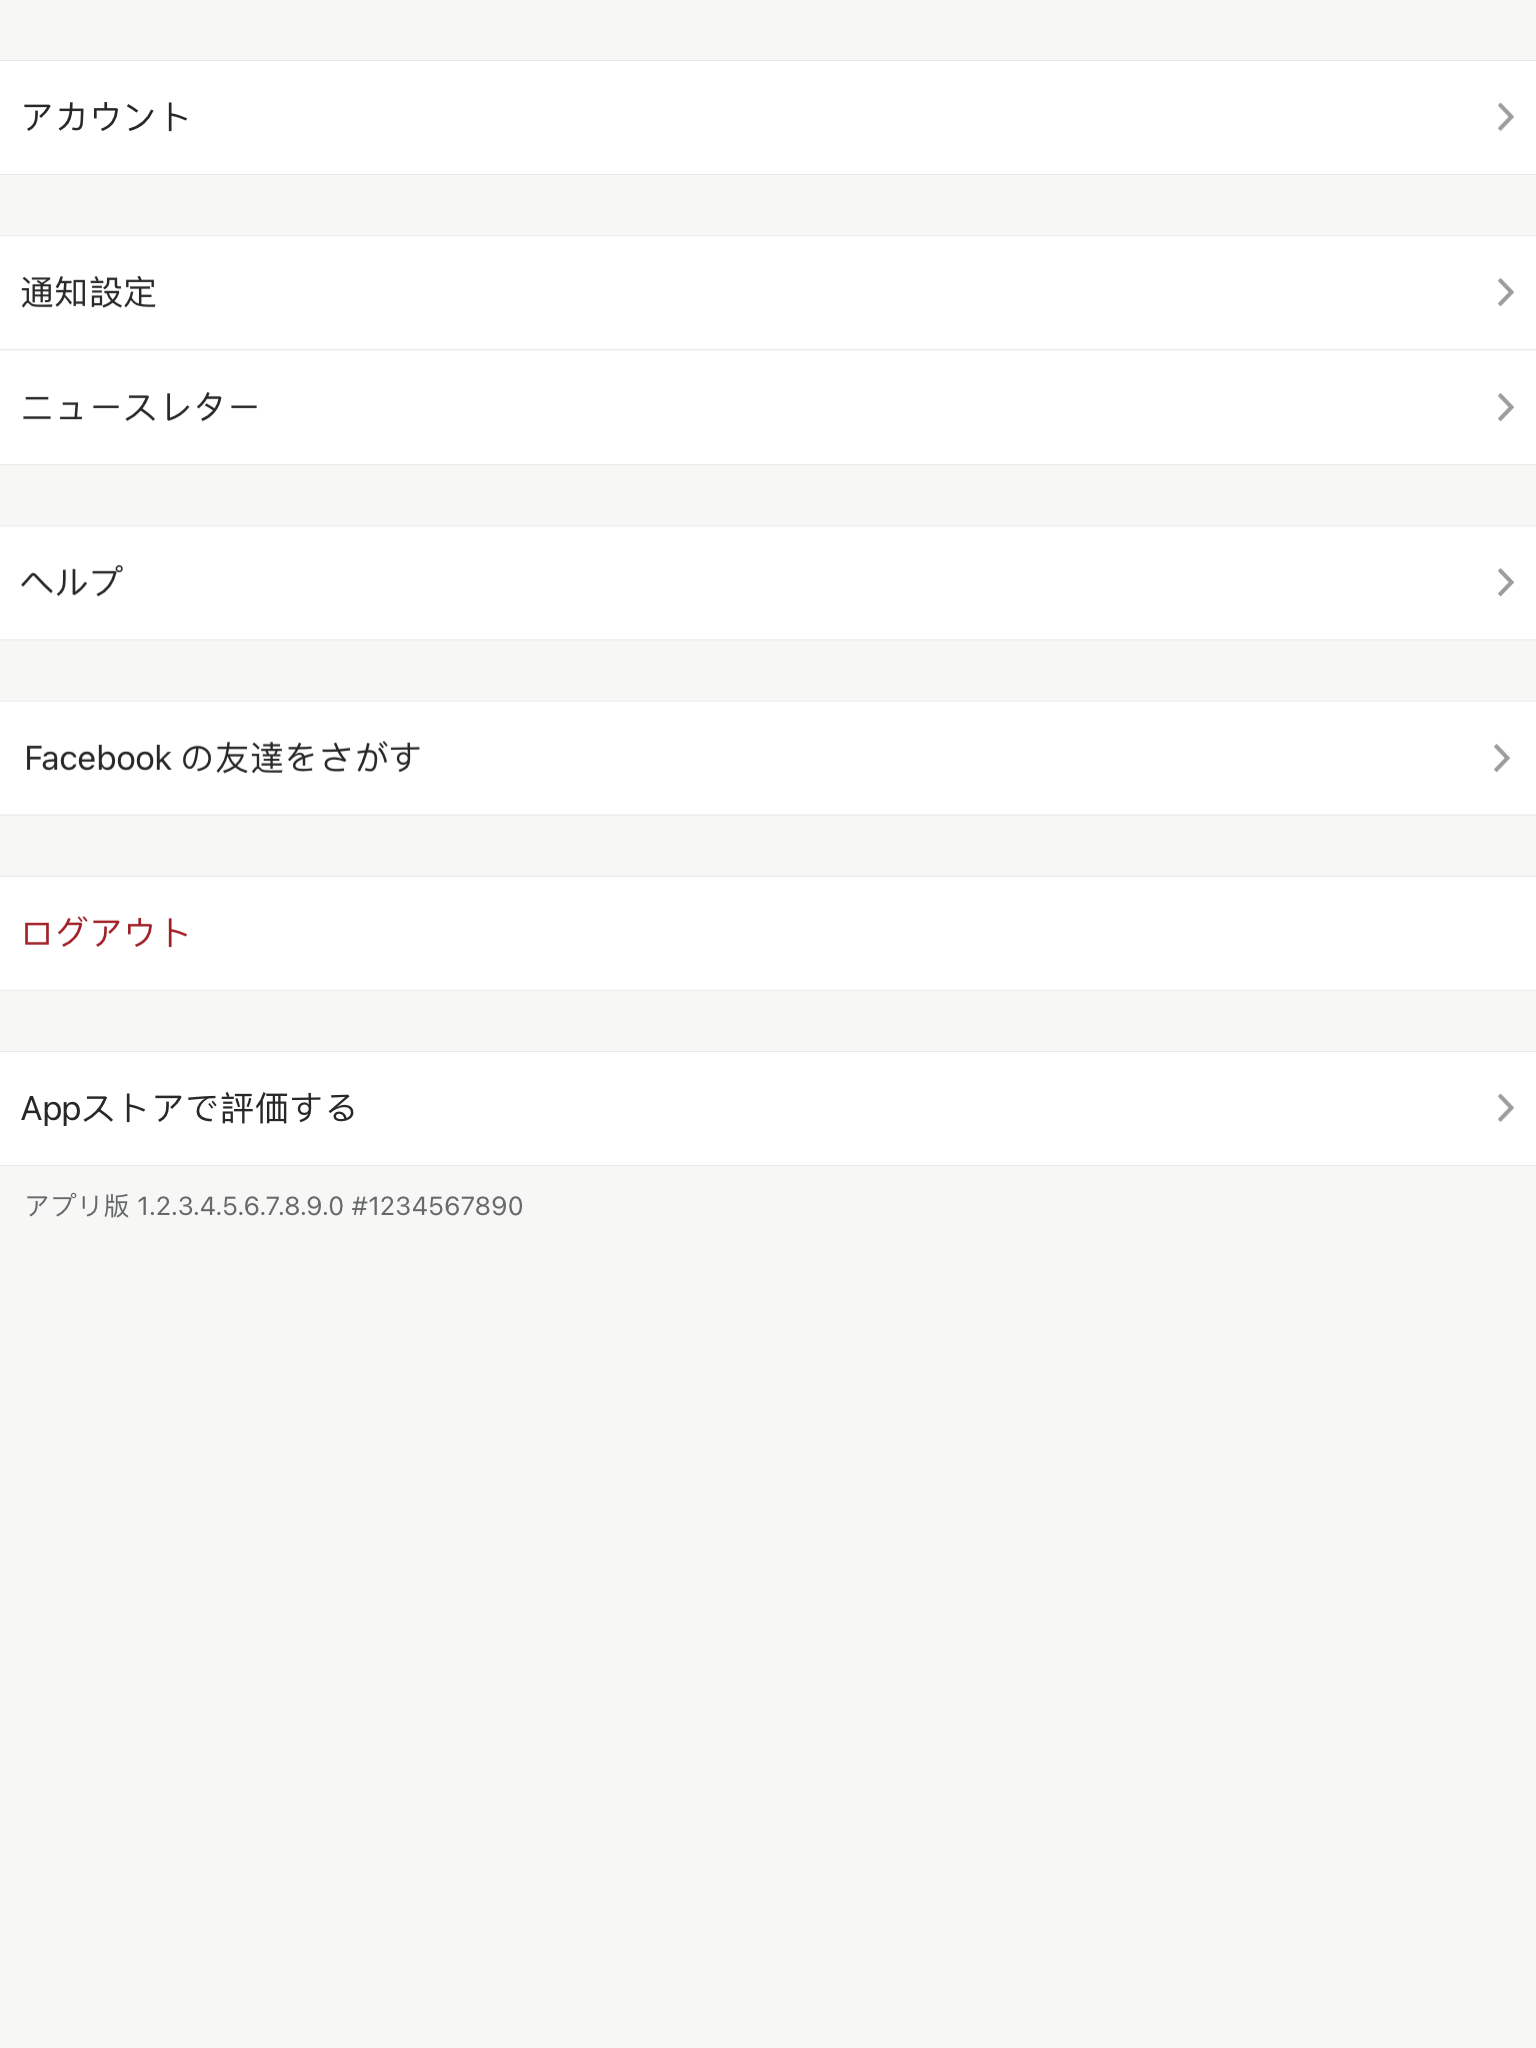 アカウント
通知設定
ニュースレター
ヘルプ
Facebook の友達をさがす
ログアウト
Appストアで評価する
アプリ版 1.2.3.4.5.6.7.8.9.0 #1234567890